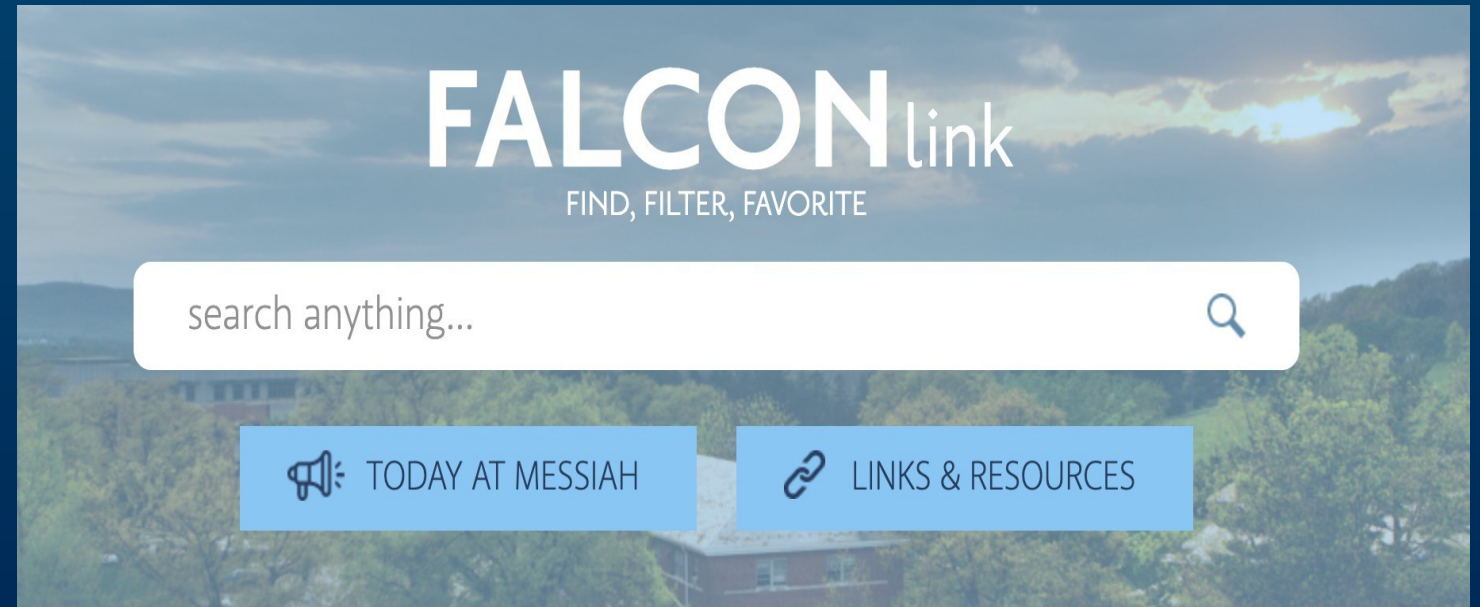 FALCON link
FIND, FILTER, FAVORITE
search anything...
TODAY AT MESSIAH
LINKS & RESOURCES